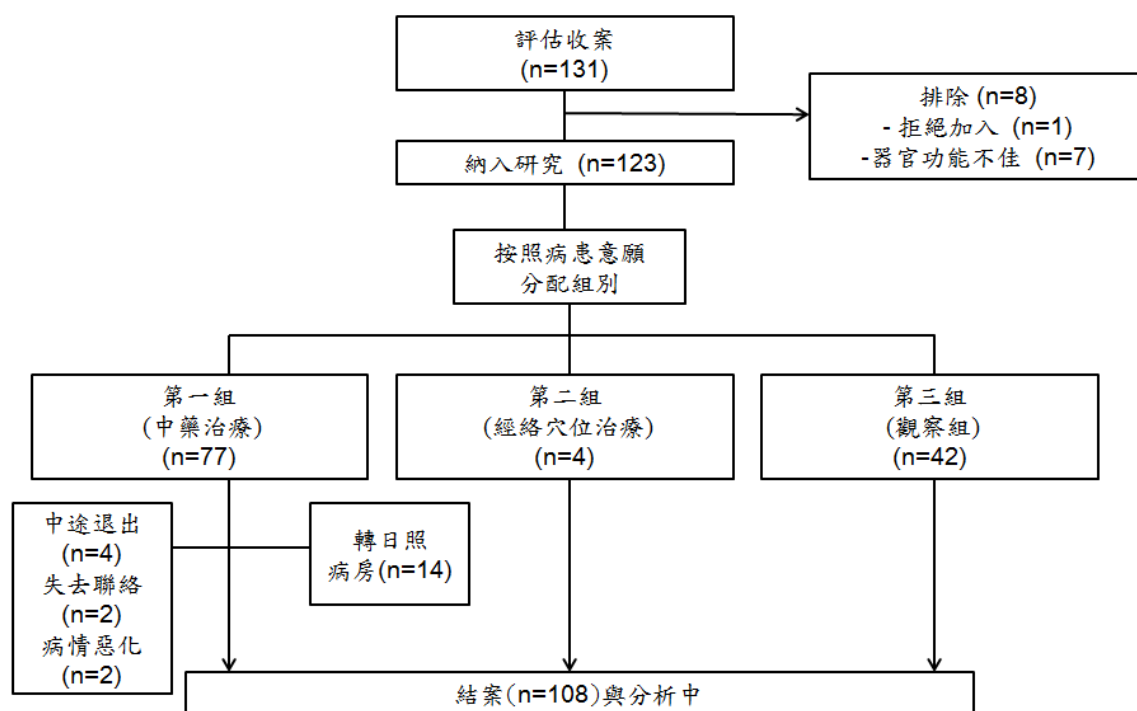 評估收案
(n=131)
排除 (n=8)
- 拒絕加入 (n=1)
-器官功能不佳 (n=7)
納入研究 (n=123)
按照病患意願
分配組別
第一組
(中藥治療)
(n=77)
第二組
(經絡穴位治療)
(n=4)
第三組
(觀察組)
(n=42)
中途退出
(n=4)
失去聯絡
(n=2)
病情惡化
(n=2)
轉日照
病房(n=14)
結案(n=108)與分析中